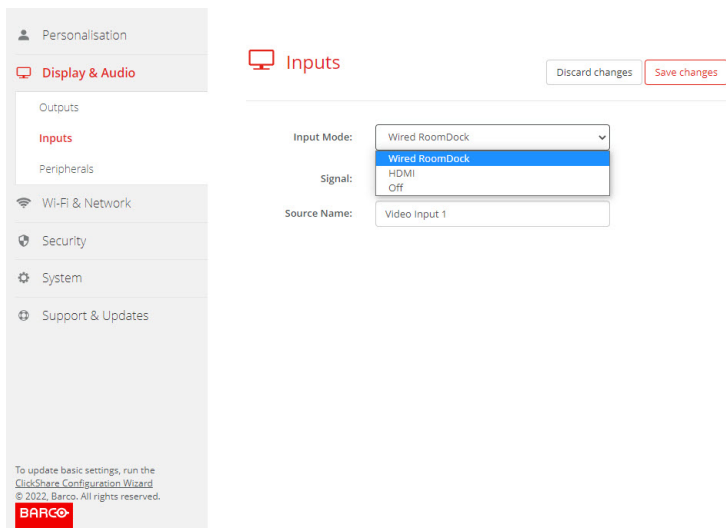 Personalisation
Display & Audio
Outputs
Inputs
Peripherals
Wi-Fi & Network
Security
System
Support & Updates
To update basic settings, run the
ClickShare Configuration Wizard
© 2022, Barco. All rights reserved.
BARCO
Inputs
Discard changes
Save changes
Input Mode:
Wired RoomDock
Wired RoomDock
HDMI
Off
Signal:
Source Name:
Video Input 1